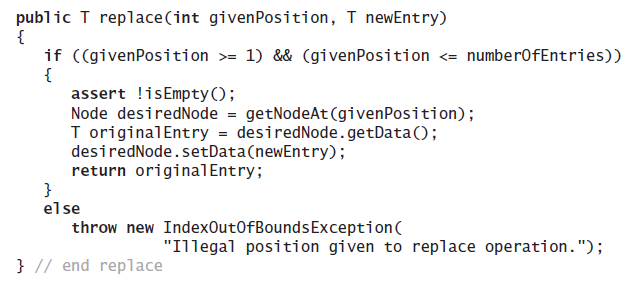 public T replace(int givenPosition, T newEntry)
{
if ((givenPosition >= 1) && (givenPosition <= numberOfEntries))
{
assert !isEmpty();
Node desiredNode = getNodeAt(givenPosition);
T originalEntry = desiredNode.getData();
desiredNode.setData(newEntry);
return originalEntry;
}
else
throw new IndexOutOfBoundsException(
"Illegal position given to replace operation.");
} // end replace